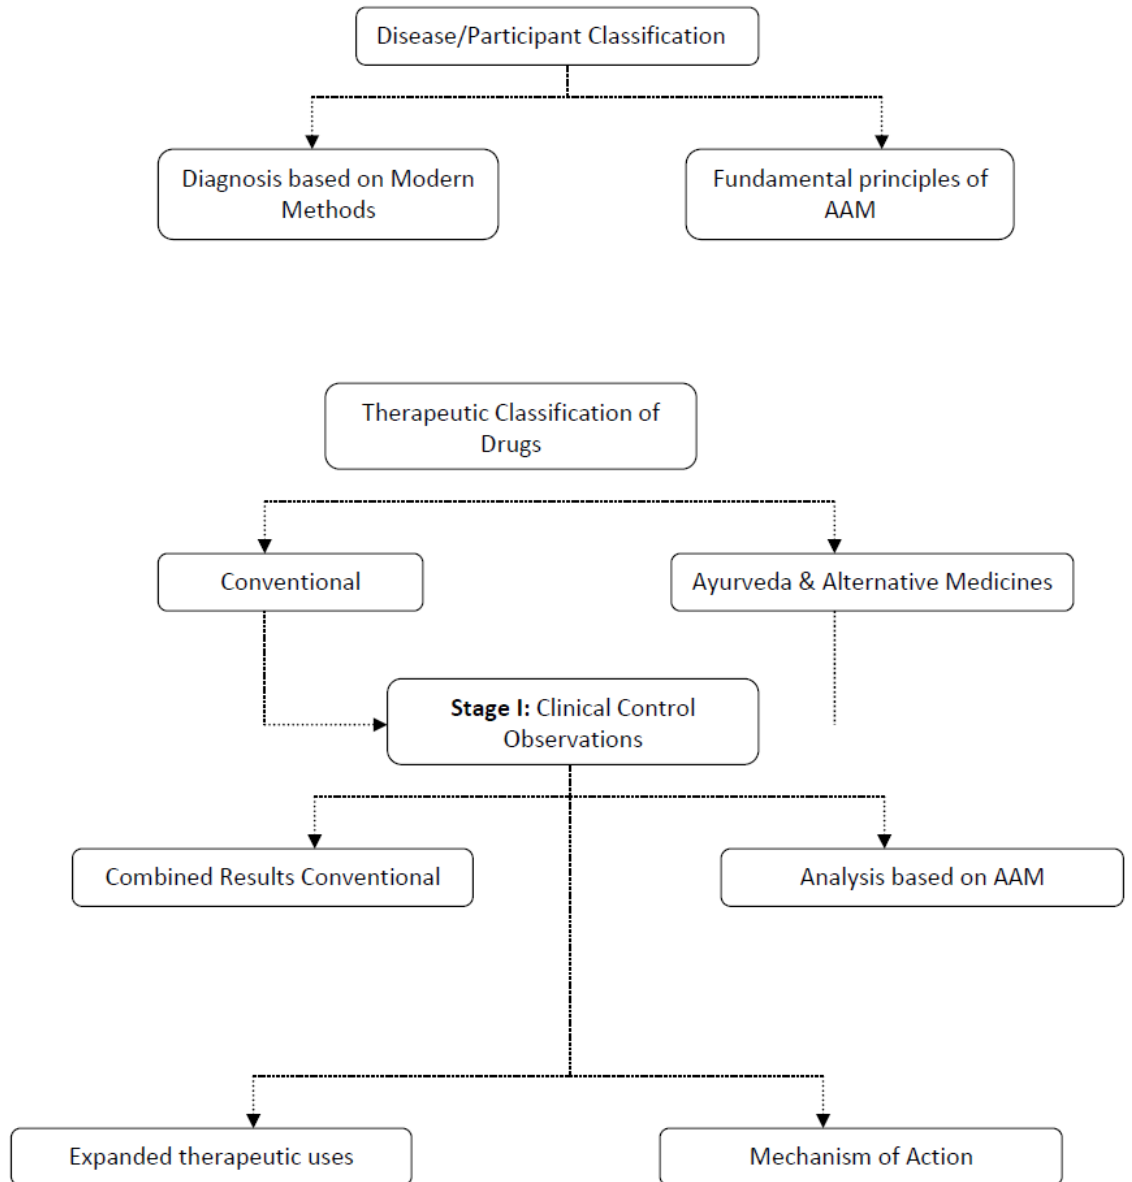 Disease/Participant Classification
Diagnosis based on Modern
Methods
Fundamental principles of
AAM
Therapeutic Classification of
Drugs
Conventional
Ayurveda & Alternative Medicines
Stage I: Clinical Control
Observations
Combined Results Conventional
Analysis based on AAM
Expanded therapeutic uses
Mechanism of Action